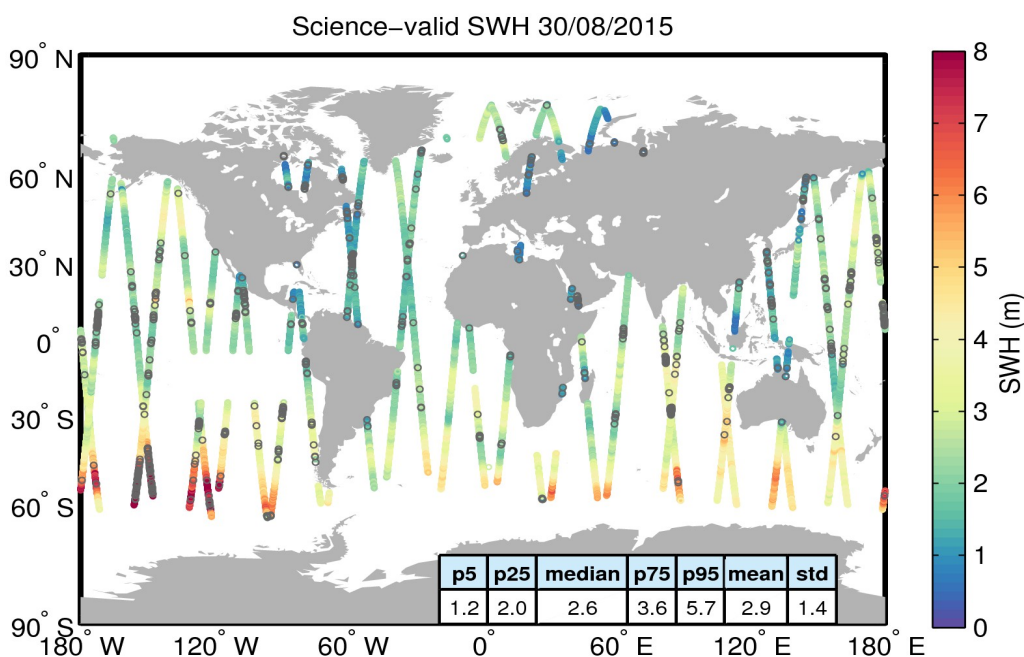 Science−valid SWH 30/08/2015
90° N
60° N
30° N
0°
30° S
60° S
90° S
180° W
120° W
60° W
0°
60° E
120° E
180° E
p5 p25 median p75 p95 mean std
1.2 2.0 2.6 3.6 5.7 2.9 1.4
8
7
6
5
4
3
2
1
0
SWH (m)